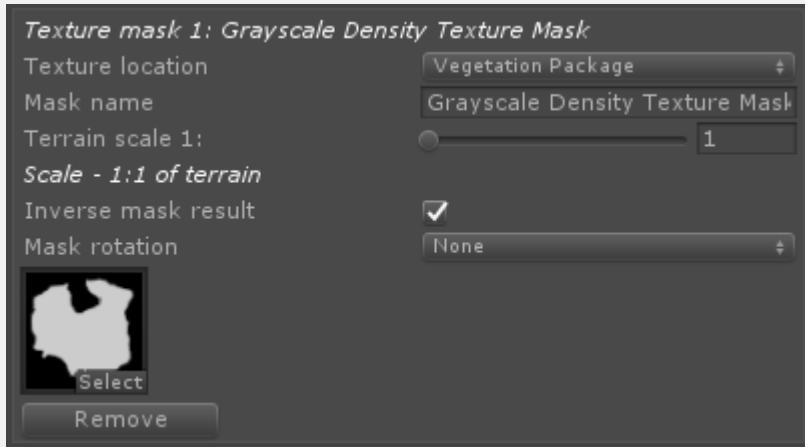 Texture mask 1: Grayscale Density Texture Mask
Texture location Vegetation Package
Mask name Grayscale Density Texture Mask
Terrain scale 1: 1
Scale - 1:1 of terrain
Inverse mask result
Mask rotation None
Select
Remove